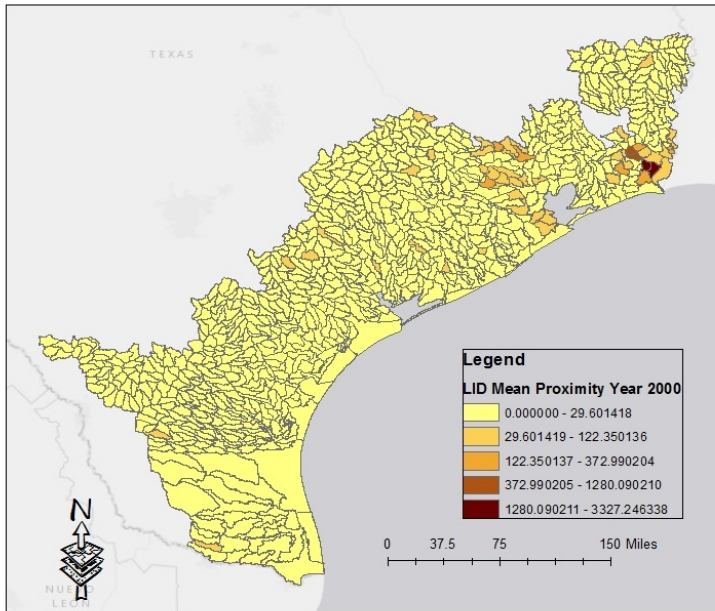 TEXAS
Legend
LID Mean Proximity Year 2000
0.000000 - 29.601418
29.601419 - 122.350136
122.350137 - 372.990204
372.990205 - 1280.090210
1280.090211 - 3327.246338
N
0 37.5 75 150 Miles
NUEVO
LEON